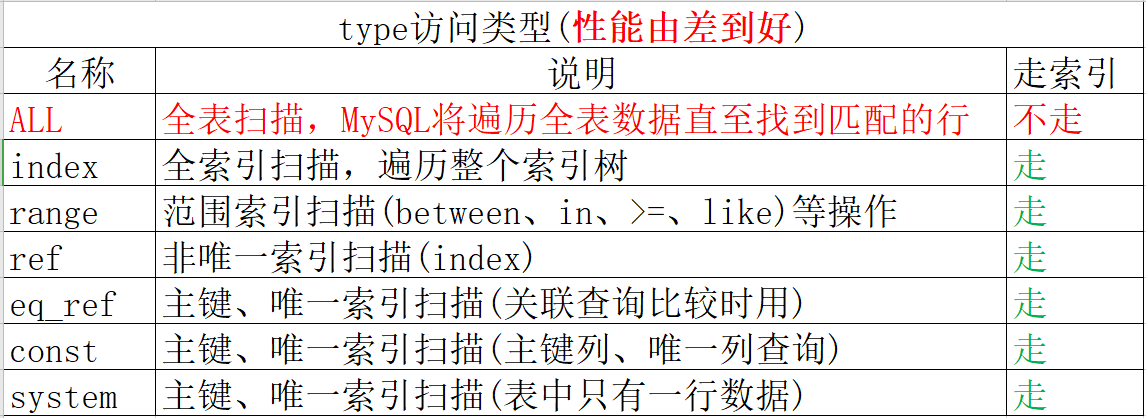 type访问类型(性能由差到好)
名称 说明 走索引
ALL 全表扫描，MySQL将遍历全表数据直至找到匹配的行 不走
index 全索引扫描，遍历整个索引树 走
range 范围索引扫描(between、in、>=、like)等操作 走
ref 非唯一索引扫描(index) 走
eq_ref 主键、唯一索引扫描(关联查询比较时用) 走
const 主键、唯一索引扫描(主键列、唯一列查询) 走
system 主键、唯一索引扫描(表中只有一行数据) 走